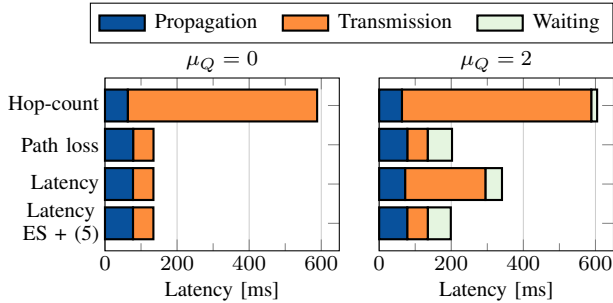 Propagation Transmission Waiting
μ_Q = 0 μ_Q = 2
Hop-count
Path loss
Latency
Latency
ES + (5)
0 200 400 600 0 200 400 600
Latency [ms] Latency [ms]